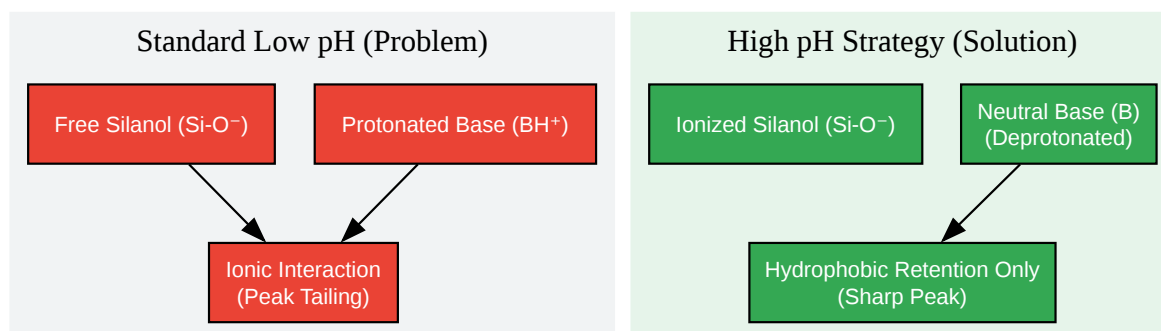 Standard Low pH (Problem)
Free Silanol (Si-O⁻)
Protonated Base (BH⁺)
Ionic Interaction
(Peak Tailing)
High pH Strategy (Solution)
Ionized Silanol (Si-O⁻)
Neutral Base (B)
(Deprotonated)
Hydrophobic Retention Only
(Sharp Peak)